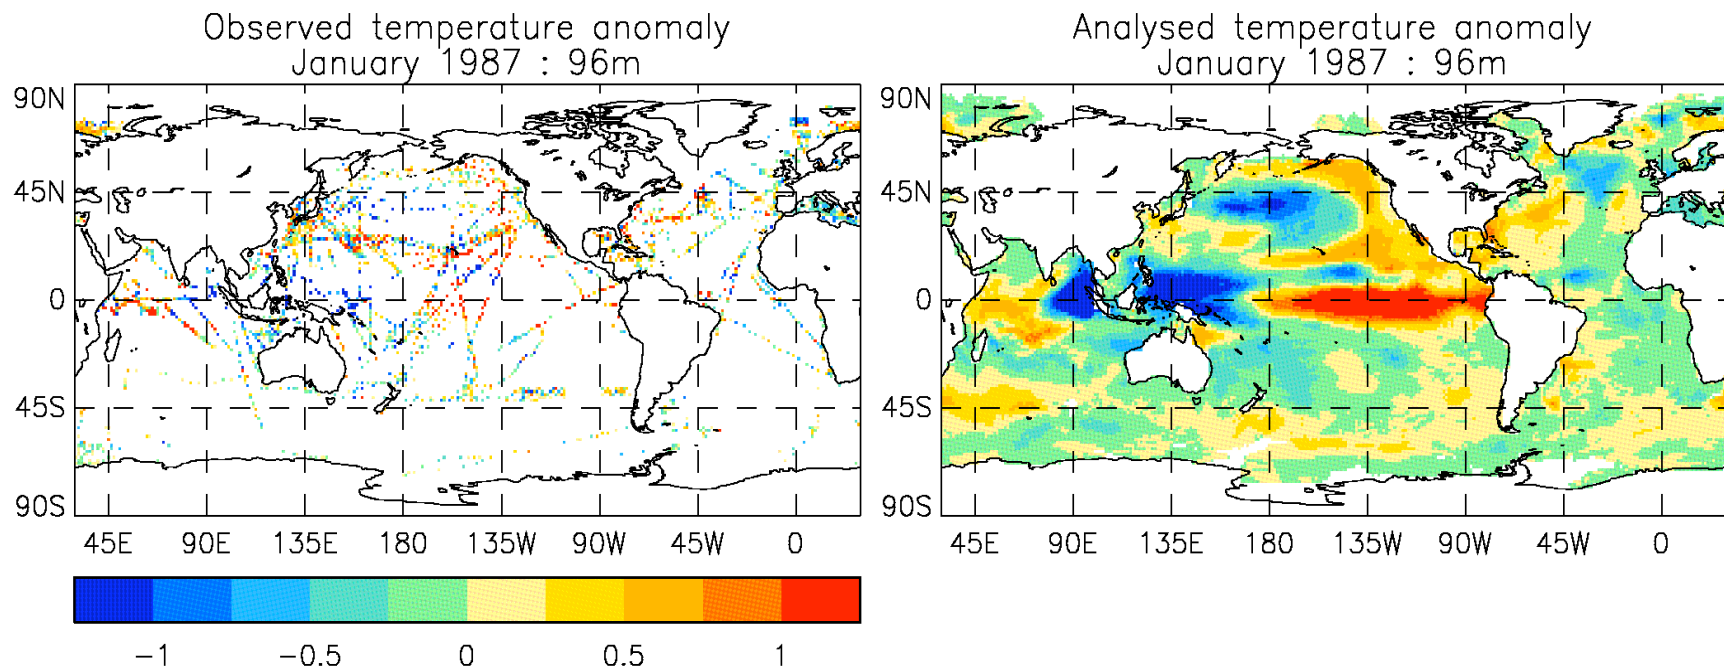 Observed temperature anomaly
January 1987 : 96m
90N
45N
0
45S
90S
45E 90E 135E 180 135W 90W 45W 0
-1 -0.5 0 0.5 1
Analysed temperature anomaly
January 1987 : 96m
90N
45N
0
45S
90S
45E 90E 135E 180 135W 90W 45W 0